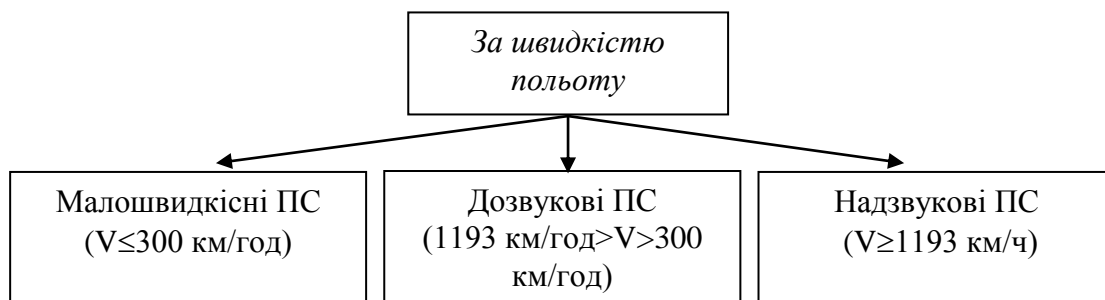 За швидкістю
польоту
Малошвидкісні ПС
(V≤300 км/год)
Дозвукові ПС
(1193 км/год>V>300
км/год)
Надзвукові ПС
(V≥1193 км/ч)